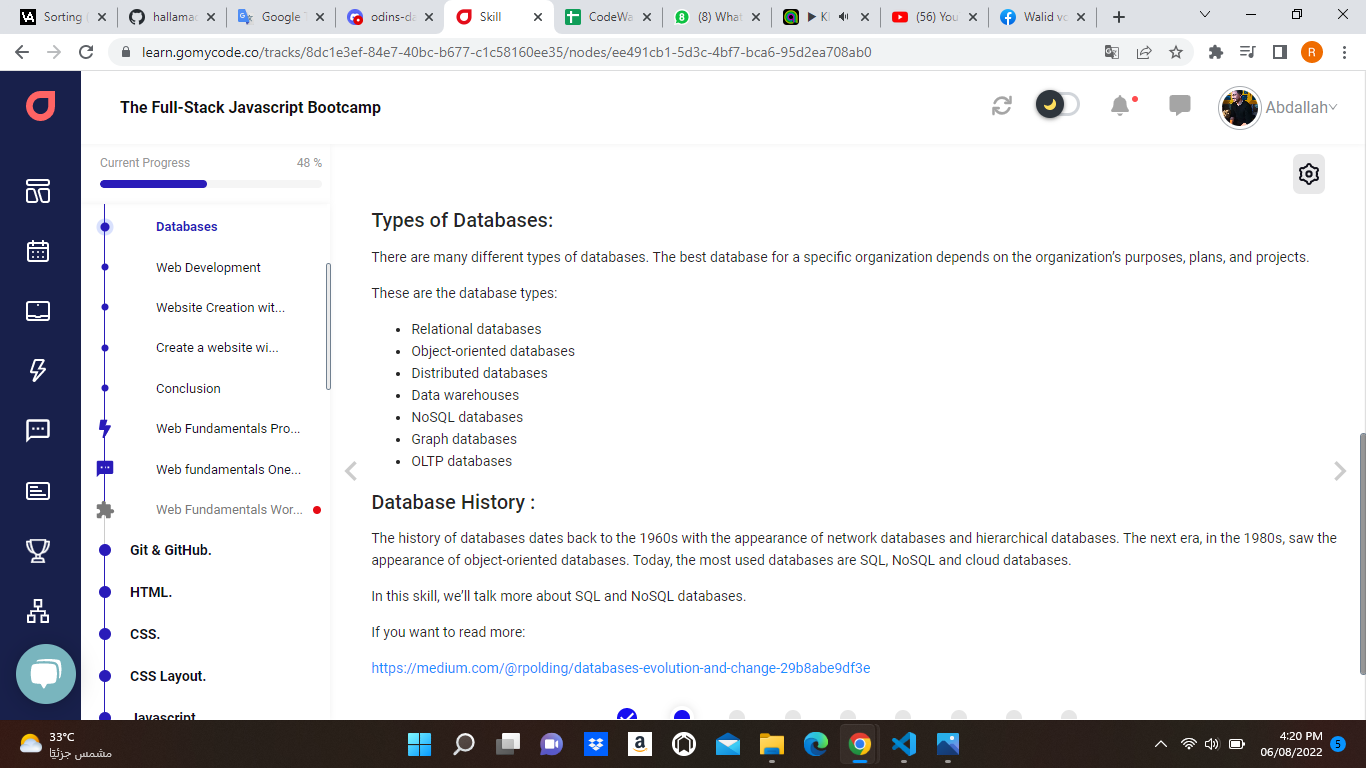 Sorting
hallamac
Google T
odins-da
Skill
CodeWa
(8) What
(56) You
Walid vo
learn.gomycode.co/tracks/8dc1e3ef-84e7-40bc-b677-c1c58160ee35/nodes/ee491cb1-5d3c-4bf7-bca6-95d2ea708ab0
R
The Full-Stack Javascript Bootcamp
Abdallah
Current Progress
48 %
Databases
Web Development
Website Creation wit...
Create a website wi...
Conclusion
Web Fundamentals Pro...
Web fundamentals One...
Web Fundamentals Wor...
Git & GitHub.
HTML.
CSS.
CSS Layout.
Javascript
Types of Databases:
There are many different types of databases. The best database for a specific organization depends on the organization’s purposes, plans, and projects.
These are the database types:
• Relational databases
• Object-oriented databases
• Distributed databases
• Data warehouses
• NoSQL databases
• Graph databases
• OLTP databases
Database History :
The history of databases dates back to the 1960s with the appearance of network databases and hierarchical databases. The next era, in the 1980s, saw the
appearance of object-oriented databases. Today, the most used databases are SQL, NoSQL and cloud databases.
In this skill, we’ll talk more about SQL and NoSQL databases.
If you want to read more:
https://medium.com/@rpolding/databases-evolution-and-change-29b8abe9df3e
33°C
مشمس جزئيًا
4:20 PM
06/08/2022
5